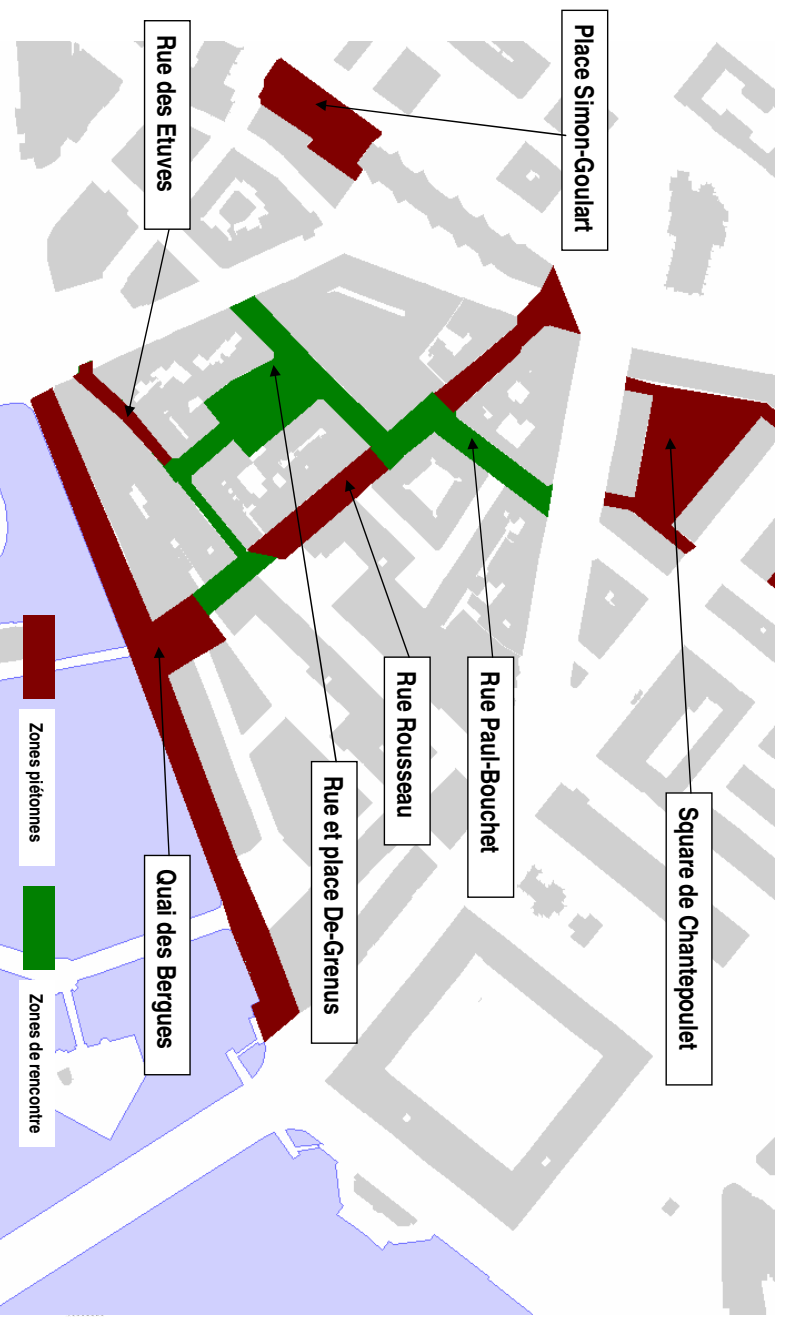 Square de Chantepoulet
Place Simon-Goulart
Rue Paul-Bouchet
Rue Rousseau
Rue et place De-Grenus
Rue des Etuves
Quai des Bergues
Zones piétonnes
Zones de rencontre